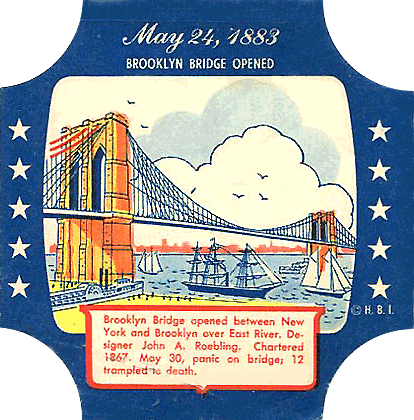 May 24, 1883
BROOKLYN BRIDGE OPENED
© H. B. I.
Brooklyn Bridge opened between New
York and Brooklyn over East River. De-
signer John A. Roebling. Chartered
1867. May 30, panic on bridge; 12
trampled to death.